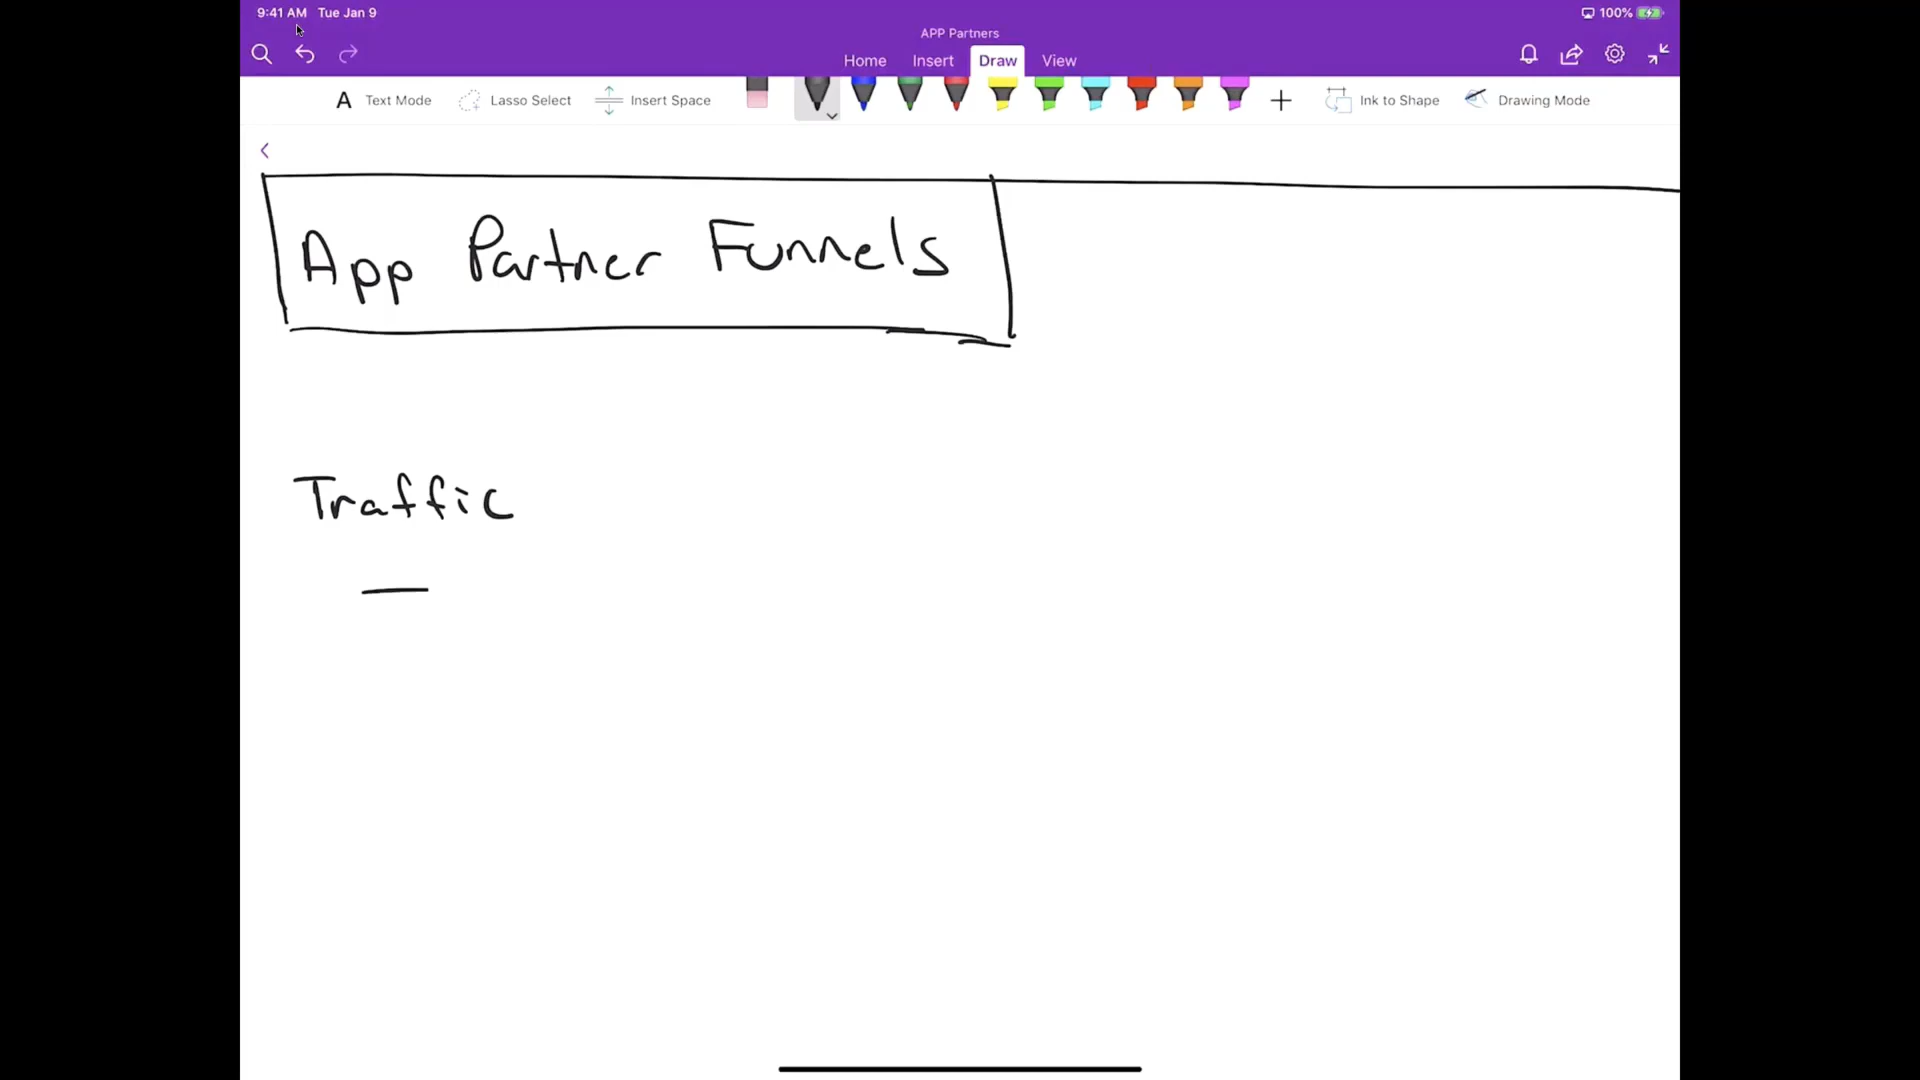 9:41 AM Tue Jan 9
100%
APP Partners
Home Insert Draw View
A Text Mode Lasso Select Insert Space Ink to Shape Drawing Mode
App Partner Funnels
Traffic